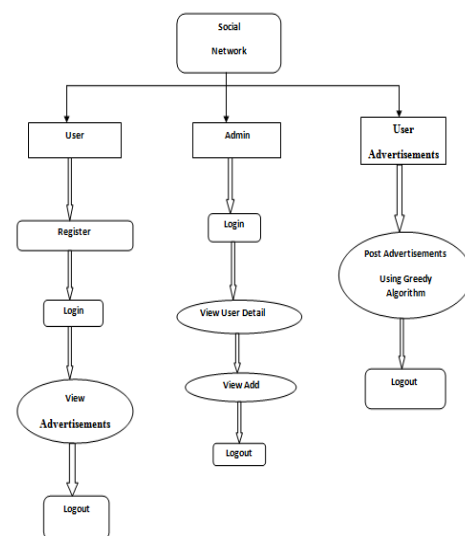 Social
Network
User
Admin
User
Advertisements
Register
Login
Post Advertisements
Using Greedy
Algorithm
Login
View User Detail
View
Advertisements
View Add
Logout
Logout
Logout